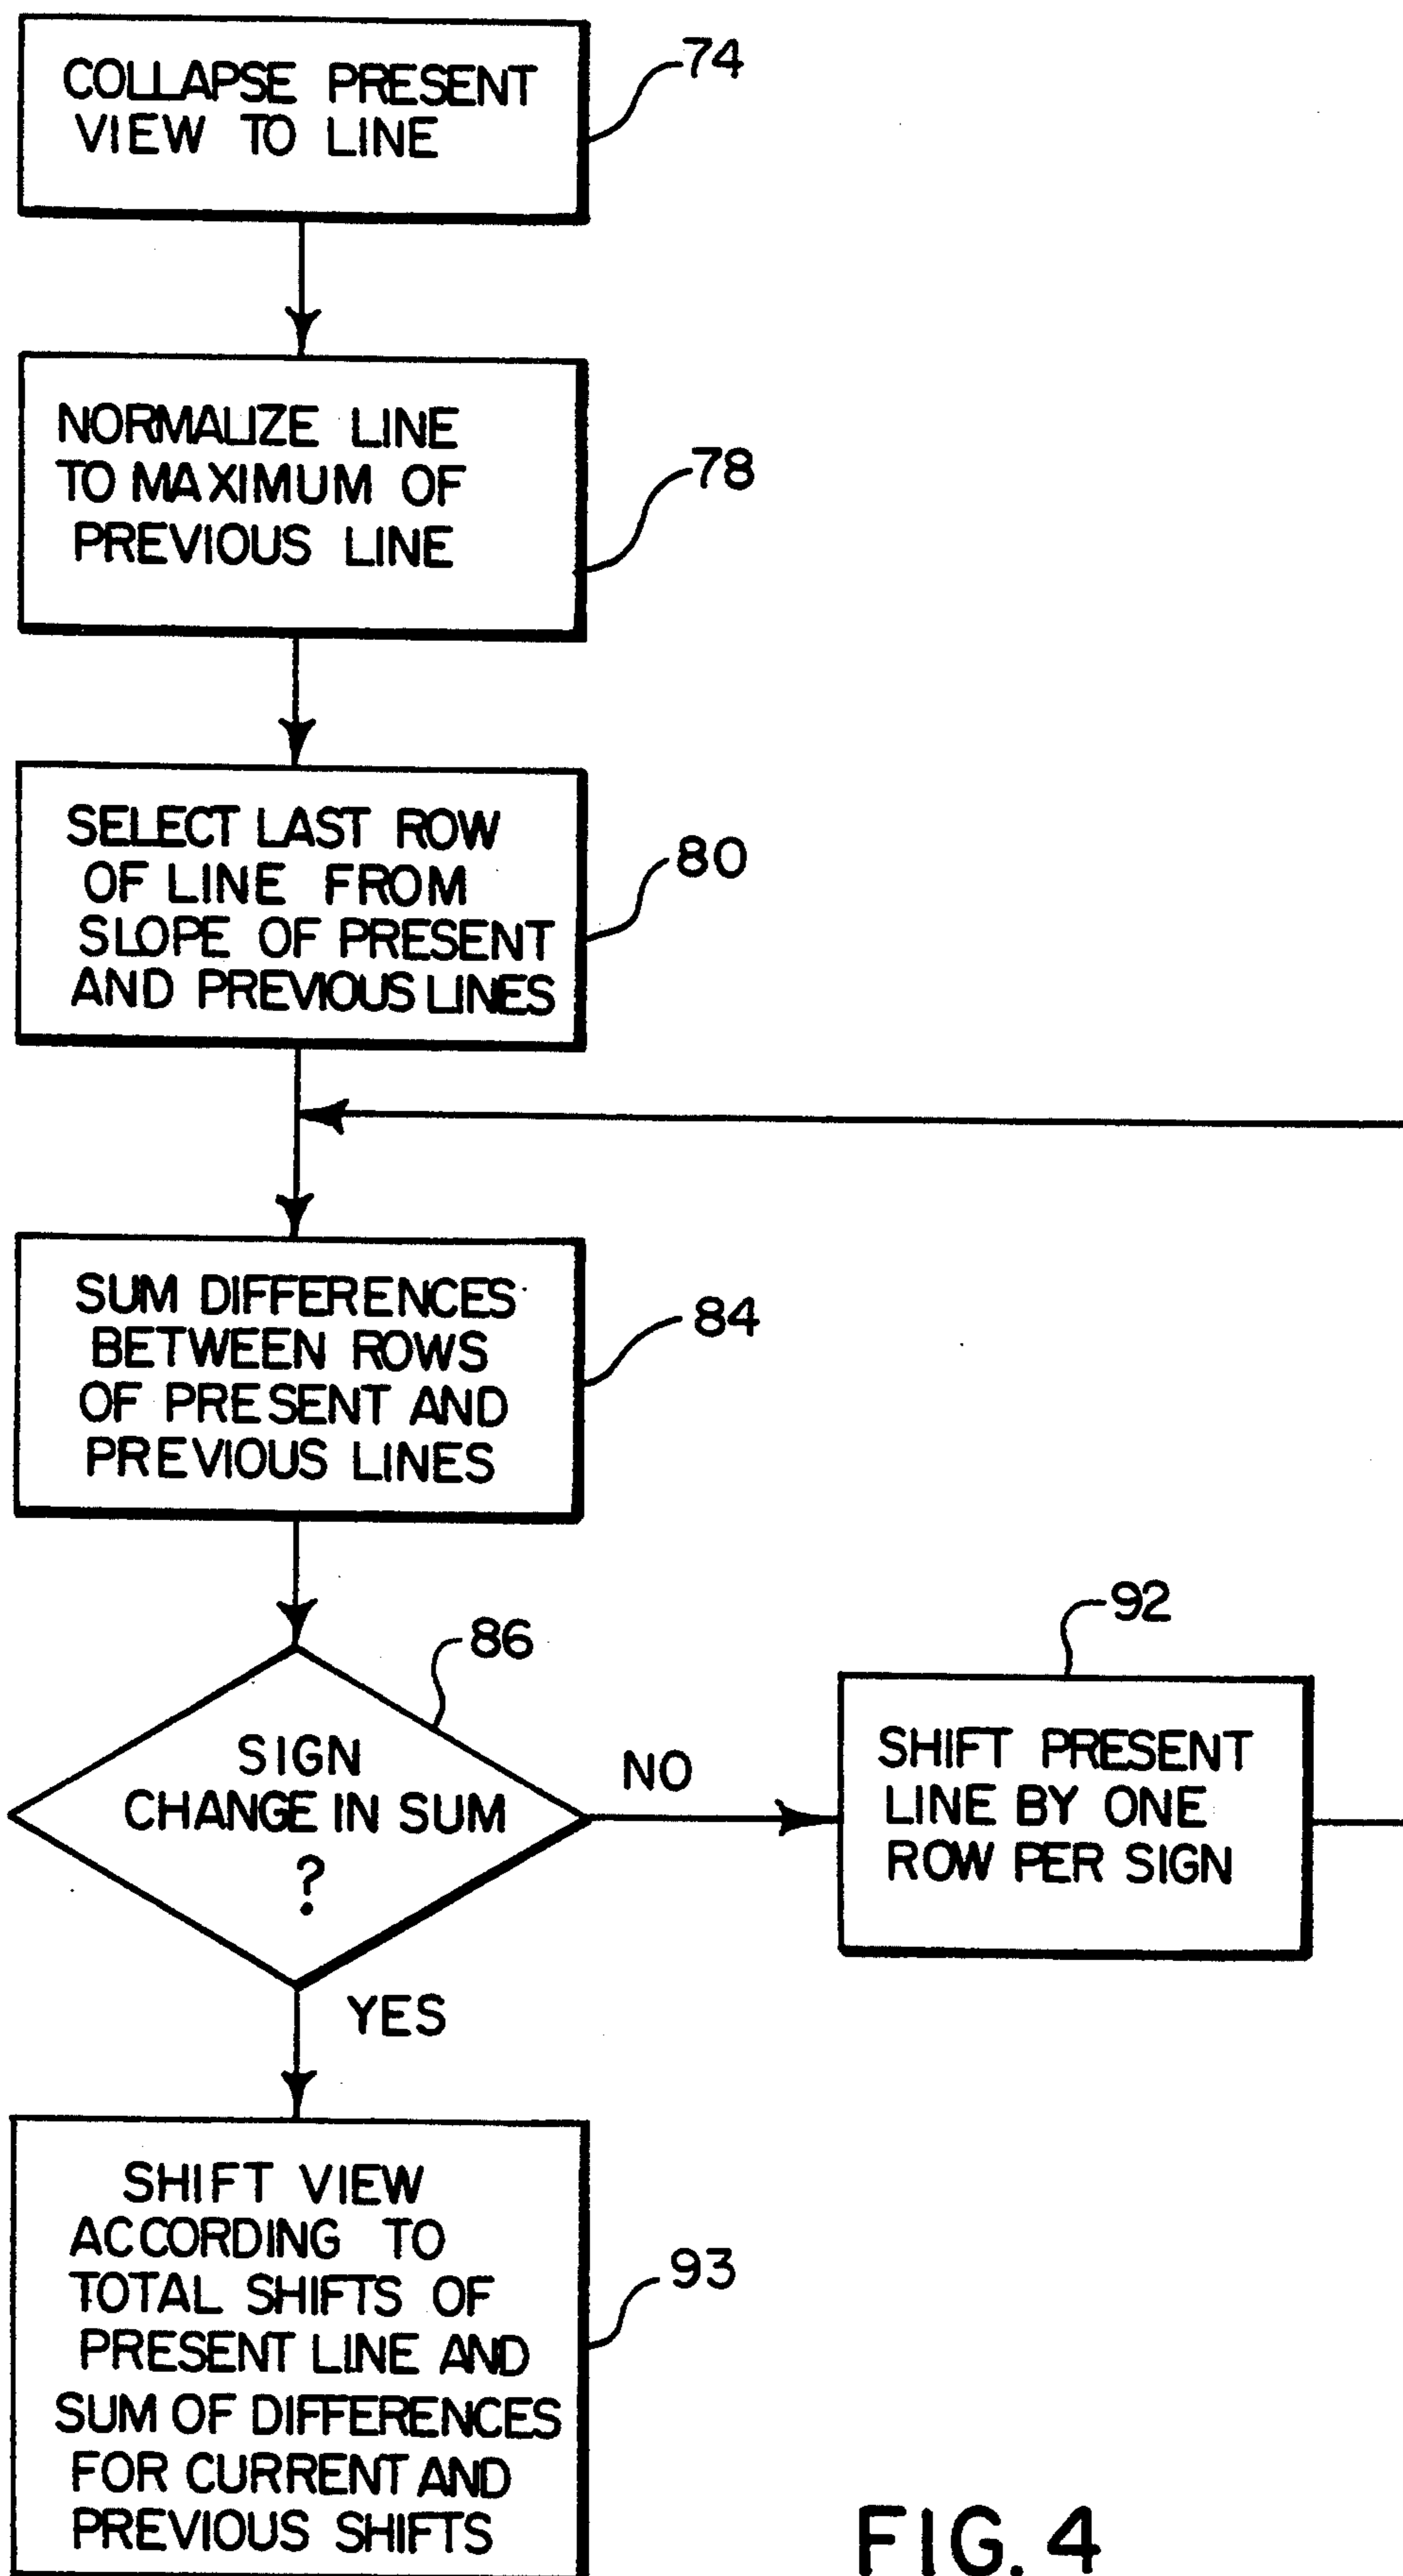 COLLAPSE PRESENT
VIEW TO LINE
74
NORMALIZE LINE
TO MAXIMUM OF
PREVIOUS LINE
78
SELECT LAST ROW
OF LINE FROM
SLOPE OF PRESENT
AND PREVIOUS LINES
80
SUM DIFFERENCES
BETWEEN ROWS
OF PRESENT AND
PREVIOUS LINES
84
SIGN
CHANGE IN SUM
?
86
NO
YES
SHIFT PRESENT
LINE BY ONE
ROW PER SIGN
92
SHIFT VIEW
ACCORDING TO
TOTAL SHIFTS OF
PRESENT LINE AND
SUM OF DIFFERENCES
FOR CURRENT AND
PREVIOUS SHIFTS
93
FIG. 4